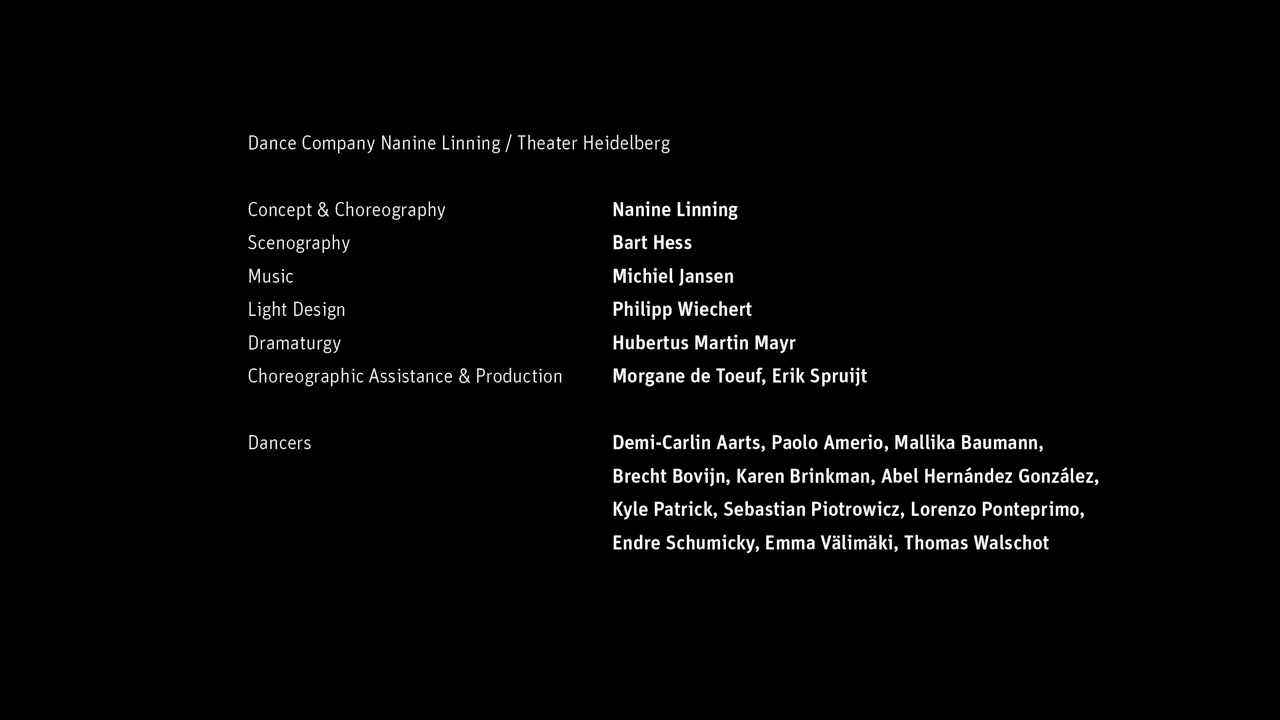 Dance Company Nanine Linning / Theater Heidelberg
Concept & Choreography Nanine Linning
Scenography Bart Hess
Music Michiel Jansen
Light Design Philipp Wiechert
Dramaturgy Hubertus Martin Mayr
Choreographic Assistance & Production Morgane de Toeuf, Erik Spruijt
Dancers Demi-Carlin Aarts, Paolo Amerio, Mallika Baumann,
Brecht Bovijn, Karen Brinkman, Abel Hernández González,
Kyle Patrick, Sebastian Piotrowicz, Lorenzo Ponteprimo,
Endre Schumicky, Emma Välimäki, Thomas Walschot